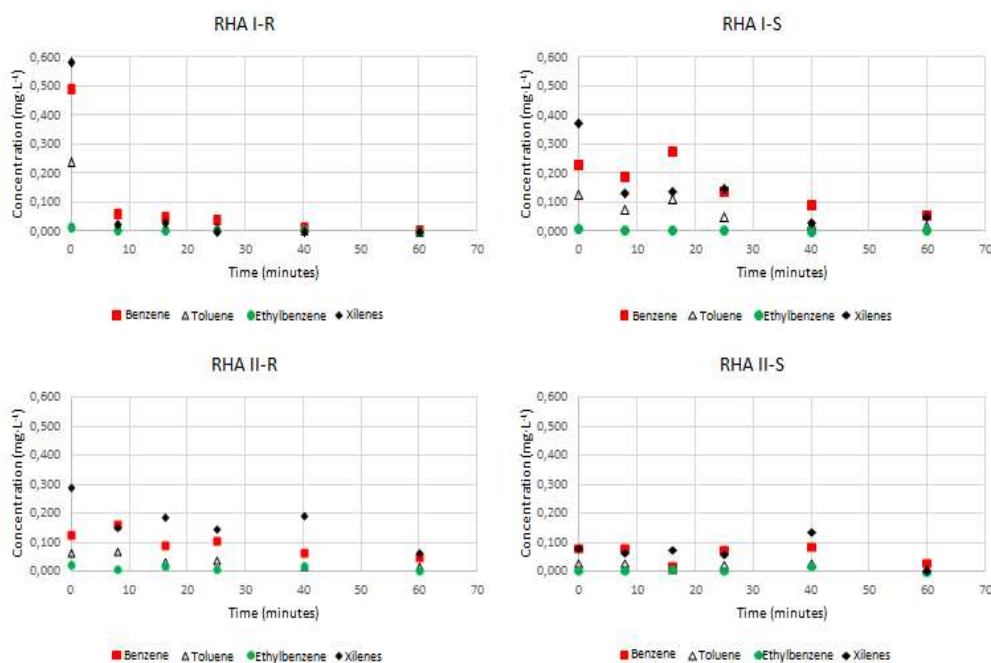 RHA I-R
Concentration (mg·L⁻¹)
0,600
0,500
0,400
0,300
0,200
0,100
0,000
0 10 20 30 40 50 60 70
Time (minutes)
Benzene Toluene Ethylbenzene Xilenes
RHA I-S
Concentration (mg·L⁻¹)
0,600
0,500
0,400
0,300
0,200
0,100
0,000
0 10 20 30 40 50 60 70
Time (minutes)
Benzene Toluene Ethylbenzene Xilenes
RHA II-R
Concentration (mg·L⁻¹)
0,600
0,500
0,400
0,300
0,200
0,100
0,000
0 10 20 30 40 50 60 70
Time (minutes)
Benzene Toluene Ethylbenzene Xilenes
RHA II-S
Concentration (mg·L⁻¹)
0,600
0,500
0,400
0,300
0,200
0,100
0,000
0 10 20 30 40 50 60 70
Time (minutes)
Benzene Toluene Ethylbenzene Xilenes